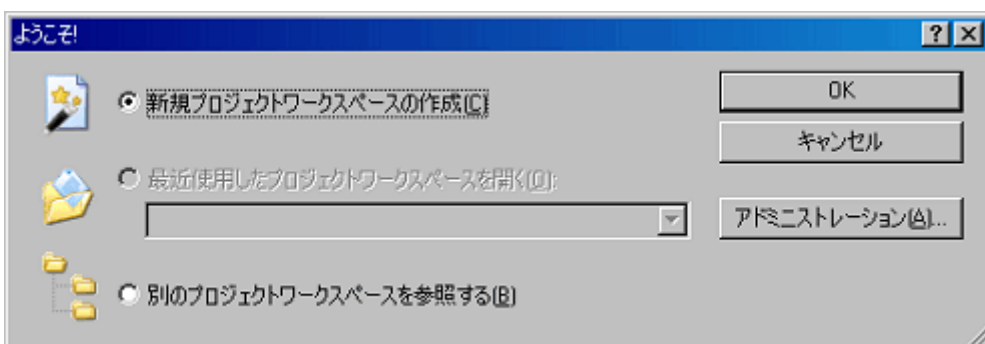 ようこそ!
新規プロジェクトワークスペースの作成(C)
OK
キャンセル
最近使用したプロジェクトワークスペースを開く(O):
アドミニストレーション(A)...
別のプロジェクトワークスペースを参照する(B)